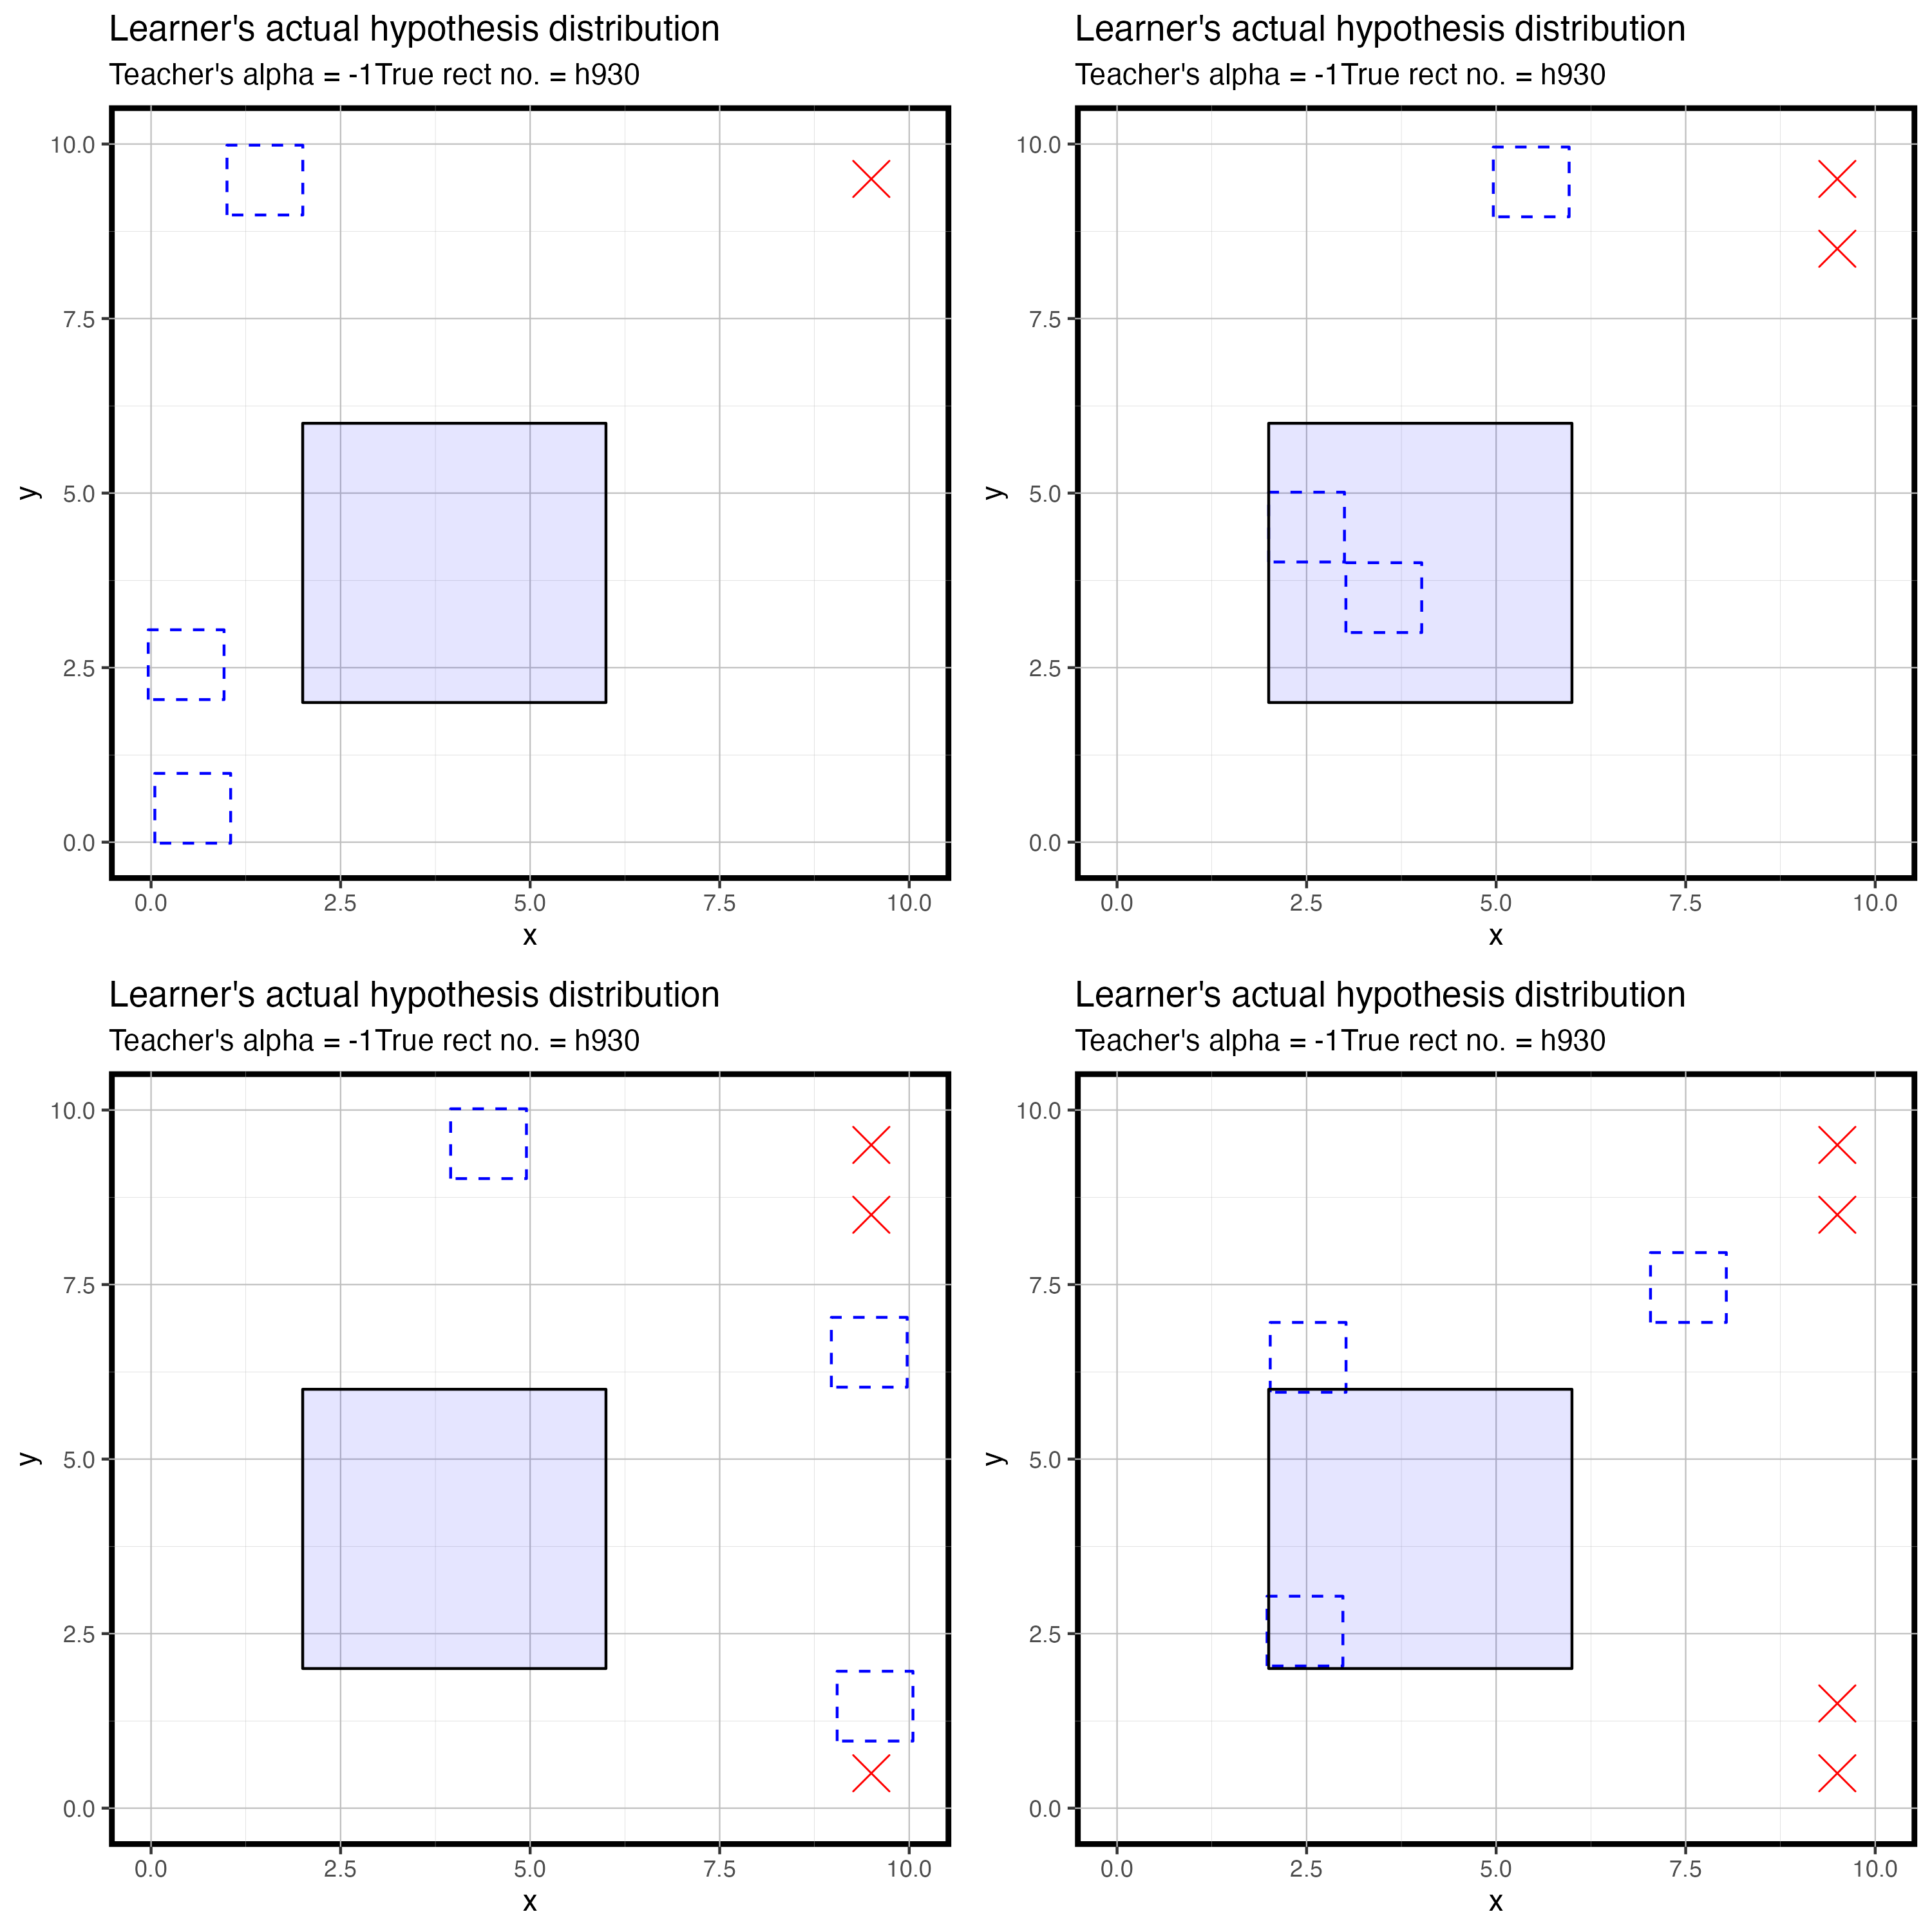 Learner's actual hypothesis distribution
Teacher's alpha = -1True rect no. = h930
10.0
7.5
y
5.0
2.5
0.0
0.0 2.5 5.0 7.5 10.0
x
Learner's actual hypothesis distribution
Teacher's alpha = -1True rect no. = h930
10.0
7.5
y
5.0
2.5
0.0
0.0 2.5 5.0 7.5 10.0
x
Learner's actual hypothesis distribution
Teacher's alpha = -1True rect no. = h930
10.0
7.5
y
5.0
2.5
0.0
0.0 2.5 5.0 7.5 10.0
x
Learner's actual hypothesis distribution
Teacher's alpha = -1True rect no. = h930
10.0
7.5
y
5.0
2.5
0.0
0.0 2.5 5.0 7.5 10.0
x